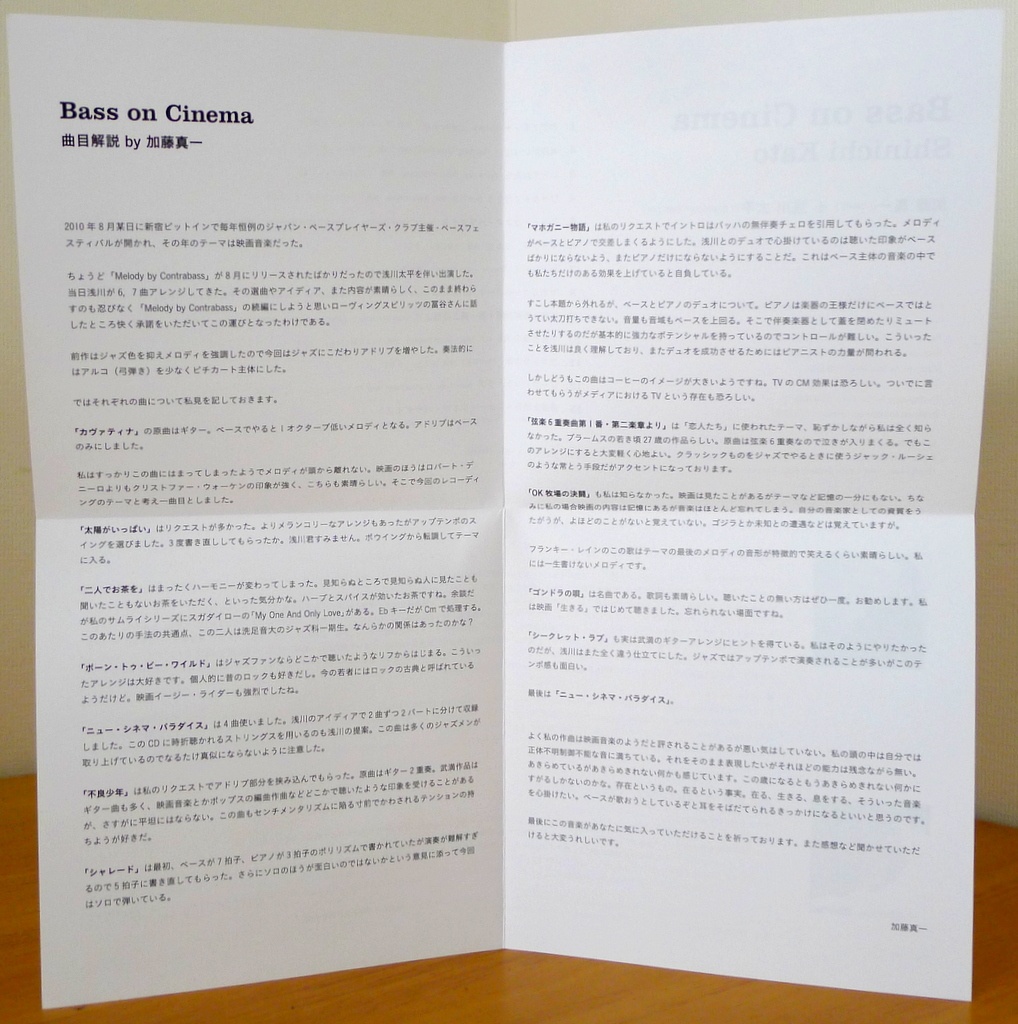 Bass on Cinema
曲目解説 by 加藤真一
2010 年 8 月某日に新宿ピットインで毎年恒例のジャパン・ベースプレイヤーズ・クラブ主催・ベースフェ
スティバルが開かれ、その年のテーマは映画音楽だった。
ちょうど「Melody by Contrabass」が 8 月にリリースされたばかりだったので浅川太平を伴い出演した。
当日浅川が 6，7 曲アレンジしてきた。その選曲やアイディア、また内容が素晴らしく、このまま終わら
すのも忍びなく「Melody by Contrabass」の続編にしようと思いローヴィングスピリッツの冨谷さんに話
したところ快く承諾をいただいてこの運びとなったわけである。
前作はジャズ色を抑えメロディを強調したので今回はジャズにこだわりアドリブを増やした。奏法的に
はアルコ（弓弾き）を少なくピチカート主体にした。
ではそれぞれの曲について私見を記しておきます。
「カヴァティナ」の原曲はギター。ベースでやると 1 オクターブ低いメロディとなる。アドリブはベース
のみにしました。
私はすっかりこの曲にはまってしまったようでメロディが頭から離れない。映画のほうはロバート・デ
ニーロよりもクリストファー・ウォーケンの印象が強く、こちらも素晴らしい。そこで今回のレコーディ
ングのテーマと考え一曲目としました。
「太陽がいっぱい」はリクエストが多かった。よりメランコリーなアレンジもあったがアップテンポのス
イングを選びました。3 度書き直ししてもらったか。浅川君すみません。ボウイングから転調してテーマ
に入る。
「二人でお茶を」はまったくハーモニーが変わってしまった。見知らぬところで見知らぬ人に見たことも
聞いたこともないお茶をいただく、といった気分かな。ハーブとスパイスが効いたお茶ですね。余談だ
が私のサムライシリーズにスガダイローの「My One And Only Love」がある。Eb キーだが Cm で処理する。
このあたりの手法の共通点、この二人は洗足音大のジャズ科一期生。なんらかの関係はあったのかな？
「ボーン・トゥ・ビー・ワイルド」はジャズファンならどこかで聴いたようなリフからはじまる。こういっ
たアレンジは大好きです。個人的に昔のロックも好きだし。今の若者にはロックの古典と呼ばれている
ようだけど。映画イージー・ライダーも強烈でしたね。
「ニュー・シネマ・パラダイス」は 4 曲使いました。浅川のアイディアで 2 曲ずつ 2 パートに分けて収録
しました。この CD に時折聴かれるストリングスを用いるのも浅川の提案。この曲は多くのジャズメンが
取り上げているのでなるたけ真似にならないように注意した。
「不良少年」は私のリクエストでアドリブ部分を挟み込んでもらった。原曲はギター 2 重奏。武満作品は
ギター曲も多く、映画音楽とかポップスの編曲作曲などどこかで聴いたような印象を受けることがある
が、さすがに平坦にはならない。この曲もセンチメンタリズムに陥る寸前でかわされるテンションの持
ちようが好きだ。
「シャレード」は最初、ベースが 7 拍子、ピアノが 3 拍子のポリリズムで書かれていたが演奏が難解すぎ
るので 5 拍子に書き直してもらった。さらにソロのほうが面白いのではないかという意見に添って今回
はソロで弾いている。
「マホガニー物語」は私のリクエストでイントロはバッハの無伴奏チェロを引用してもらった。メロディ
がベースとピアノで交差しまくるようにした。浅川とのデュオで心掛けているのは聴いた印象がベース
ばかりにならないよう、またピアノだけにならないようにすることだ。これはベース主体の音楽の中で
も私たちだけのある効果を上げていると自負している。
すこし本題から外れるが、ベースとピアノのデュオについて。ピアノは楽器の王様だけにベースではと
うてい太刀打ちできない。音量も音域もベースを上回る。そこで伴奏楽器として蓋を閉めたりミュート
させたりするのだが基本的に強力なポテンシャルを持っているのでコントロールが難しい。こういった
ことを浅川は良く理解しており、またデュオを成功させるためにはピアニストの力量が問われる。
しかしどうもこの曲はコーヒーのイメージが大きいようですね。TV の CM 効果は恐ろしい。ついでに言
わせてもらうがメディアにおける TV という存在も恐ろしい。
「弦楽 6 重奏曲第 1 番・第二楽章より」は「恋人たち」に使われたテーマ、恥ずかしながら私は全く知ら
なかった。ブラームスの若き頃 27 歳の作品らしい。原曲は弦楽 6 重奏なので泣きが入りまくる。でもこ
のアレンジにすると大変軽く心地よい。クラッシックものをジャズでやるときに使うジャック・ルーシェ
のような常とう手段だがアクセントになっております。
「OK 牧場の決闘」も私は知らなかった。映画は見たことがあるがテーマなど記憶の一分にもない。ちな
みに私の場合映画の内容は記憶にあるが音楽はほとんど忘れてしまう。自分の音楽家としての資質をう
たがうが、よほどのことがないと覚えていない。ゴジラとか未知との遭遇などは覚えていますが。
フランキー・レインのこの歌はテーマの最後のメロディの音形が特徴的で笑えるくらい素晴らしい。私
には一生書けないメロディです。
「ゴンドラの唄」は名曲である。歌詞も素晴らしい。聴いたことの無い方はぜひ一度。お勧めします。私
は映画「生きる」ではじめて聴きました。忘れられない場面ですね。
「シークレット・ラブ」も実は武満のギターアレンジにヒントを得ている。私はそのようにやりたかった
のだが、浅川はまた全く違う仕立てにした。ジャズではアップテンポで演奏されることが多いがこのテ
ンポ感も面白い。
最後は「ニュー・シネマ・パラダイス」。
よく私の作曲は映画音楽のようだと評されることがあるが悪い気はしていない。私の頭の中は自分では
正体不明制御不能な音に満ちている。それをそのまま表現したいがそれほどの能力は残念ながら無い。
あきらめているがあきらめきれない何かも感じています。この歳になるともうあきらめきれない何かに
すがるしかないのかな。存在というもの。在るという事実。在る、生きる、息をする、そういった音楽
を心掛けたい。ベースが歌おうとしているぞと耳をそばだてられるきっかけになるといいと思うのです。
最後にこの音楽があなたに気に入っていただけることを祈っております。また感想など聞かせていただ
けると大変うれしいです。
加藤真一